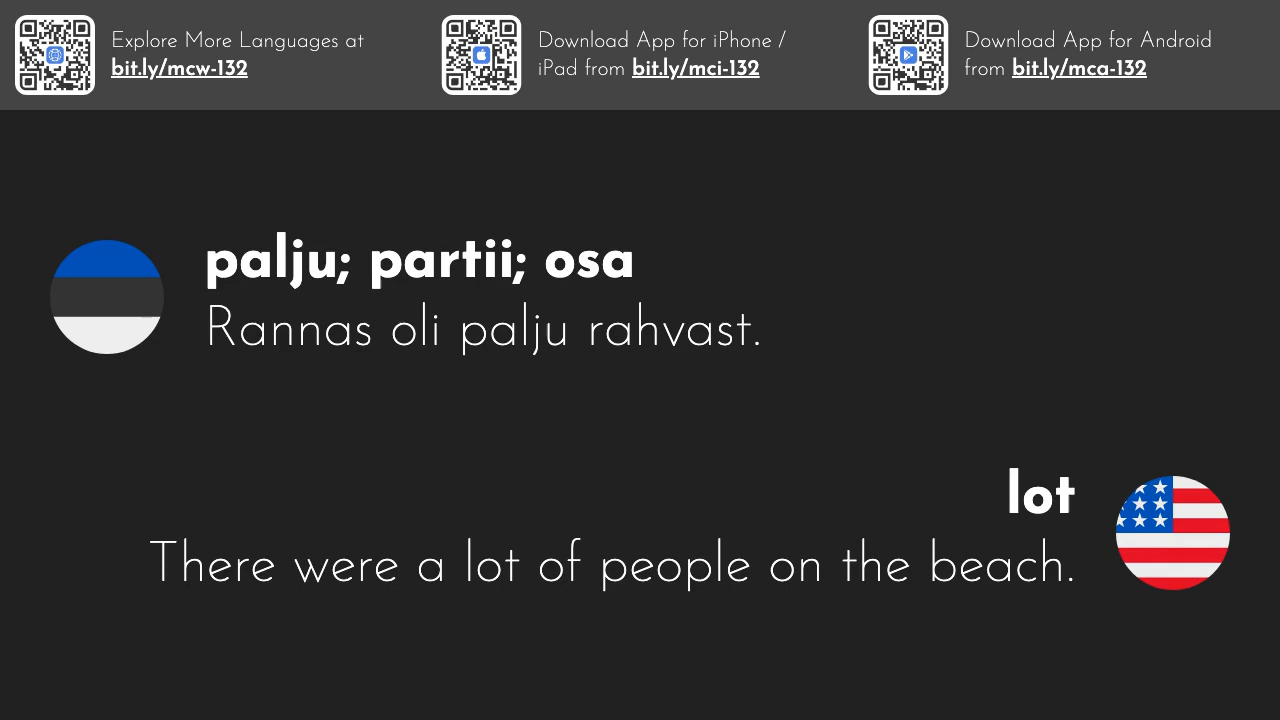 Explore More Languages at
bit.ly/mcw-132
Download App for iPhone /
iPad from bit.ly/mci-132
Download App for Android
from bit.ly/mca-132
palju; partii; osa
Rannas oli palju rahvast.
lot
There were a lot of people on the beach.